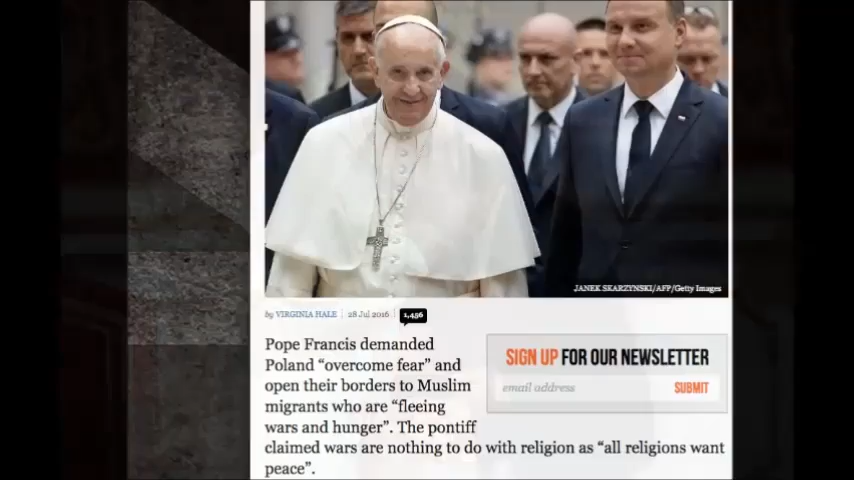 JANEK SKARZYNSKI/AFP/Getty Images
by VIRGINIA HALE | 28 Jul 2016 | 1,456
Pope Francis demanded
Poland “overcome fear” and
open their borders to Muslim
migrants who are “fleeing
wars and hunger”. The pontiff
claimed wars are nothing to do with religion as “all religions want
peace”.
SIGN UP FOR OUR NEWSLETTER
email address
SUBMIT